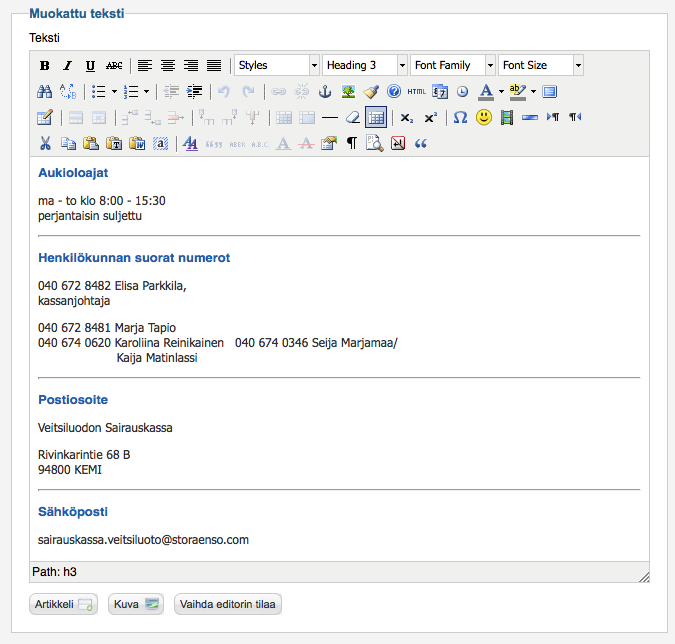 Muokattu teksti
Teksti
B I U ABC Styles Heading 3 Font Family Font Size
HTML
Aukioloajat
ma - to klo 8:00 - 15:30
perjantaisin suljettu
Henkilökunnan suorat numerot
040 672 8482 Elisa Parkkila,
kassanjohtaja
040 672 8481 Marja Tapio
040 674 0620 Karoliina Reinikainen 040 674 0346 Seija Marjamaa/
Kaija Matinlassi
Postiosoite
Veitsiluodon Sairauskassa
Rivinkarintie 68 B
94800 KEMI
Sähköposti
sairauskassa.veitsiluoto@storaenso.com
Path: h3
Artikkeli Kuva Vaihda editorin tilaa